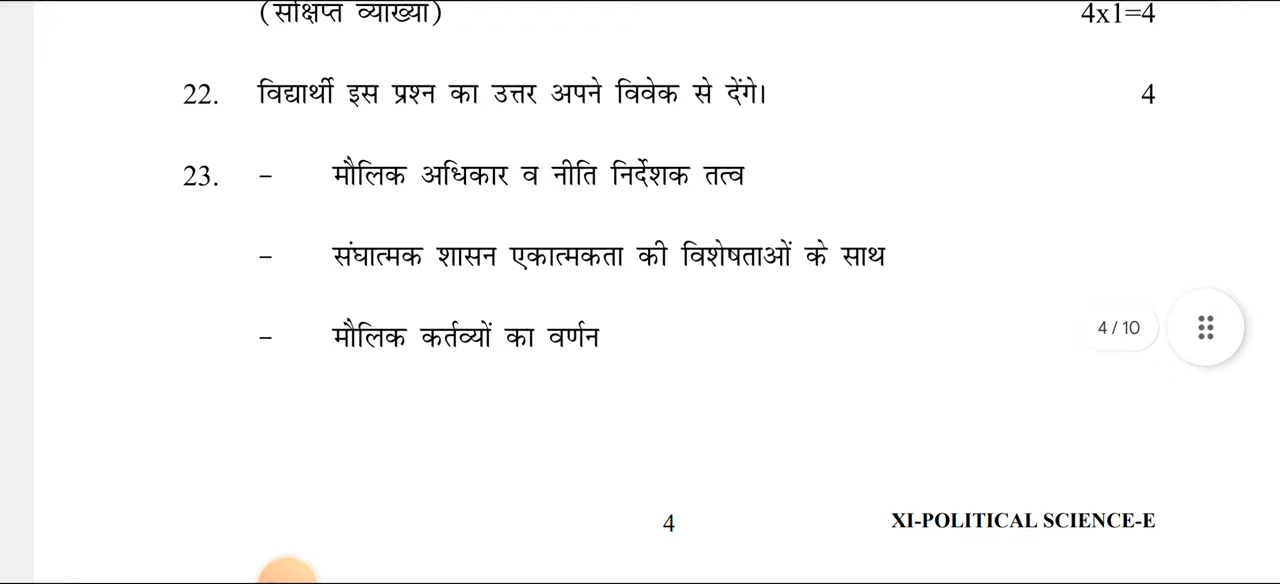 (संक्षिप्त व्याख्या) 4x1=4
22. विद्यार्थी इस प्रश्न का उत्तर अपने विवेक से देंगे। 4
23. – मौलिक अधिकार व नीति निर्देशक तत्व
– संघात्मक शासन एकात्मकता की विशेषताओं के साथ
4 / 10
– मौलिक कर्तव्यों का वर्णन
4 XI-POLITICAL SCIENCE-E